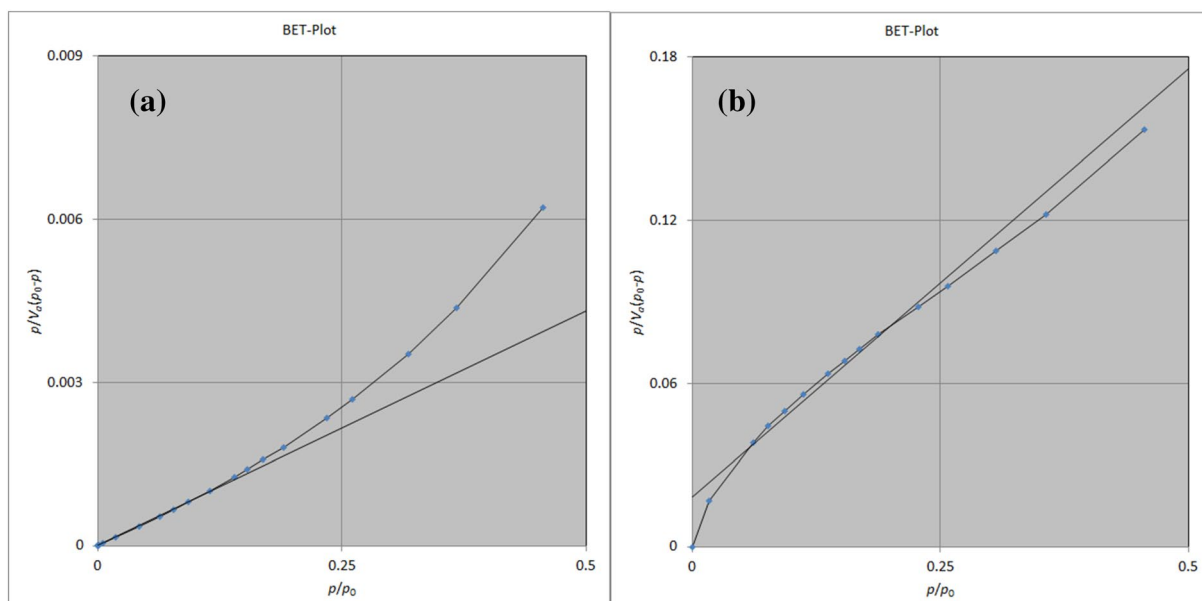 BET-Plot
(a)
0.009
0.006
0.003
0
p/Vₐ(p₀-p)
0
0.25
0.5
p/p₀
BET-Plot
(b)
0.18
0.12
0.06
0
p/Vₐ(p₀-p)
0
0.25
0.5
p/p₀